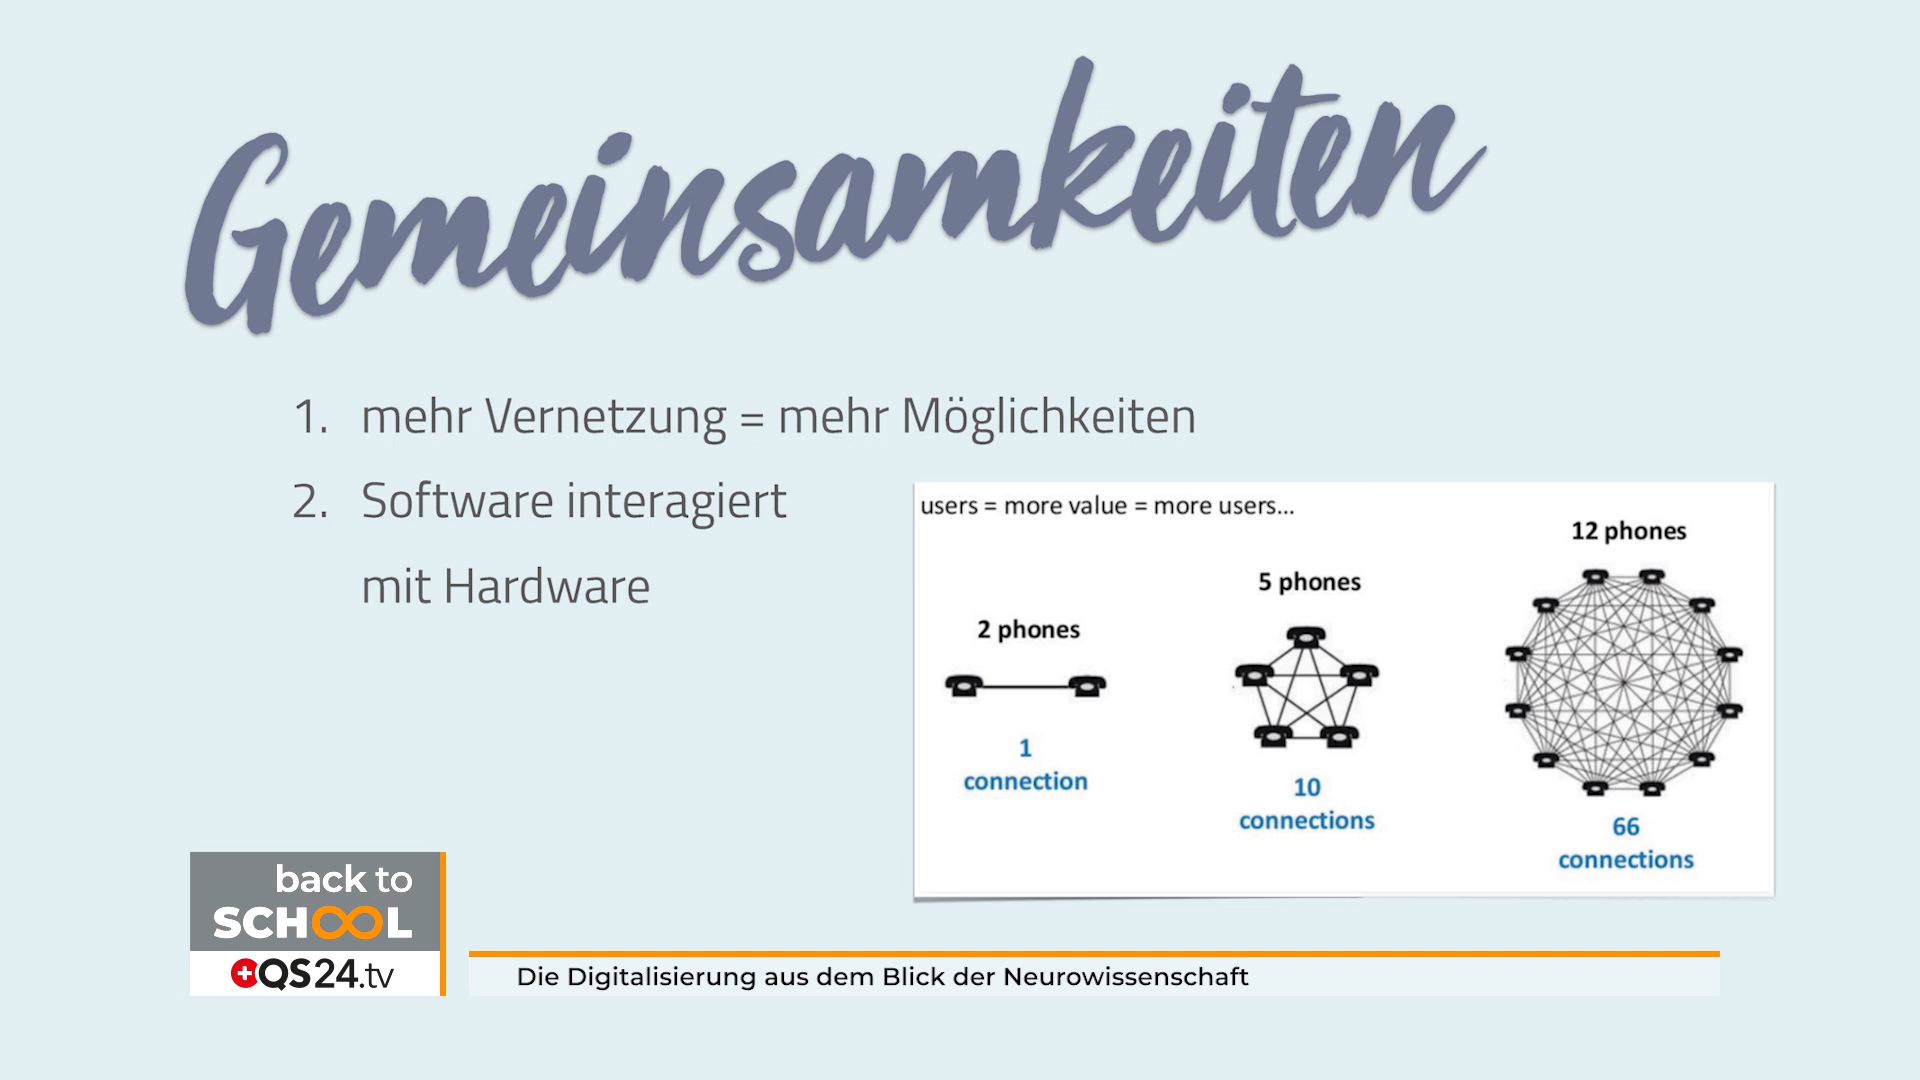 Gemeinsamkeiten
1. mehr Vernetzung = mehr Möglichkeiten
2. Software interagiert
mit Hardware
users = more value = more users...
2 phones
1
connection
5 phones
10
connections
12 phones
66
connections
back to
SCHOOL
QS24.tv
Die Digitalisierung aus dem Blick der Neurowissenschaft